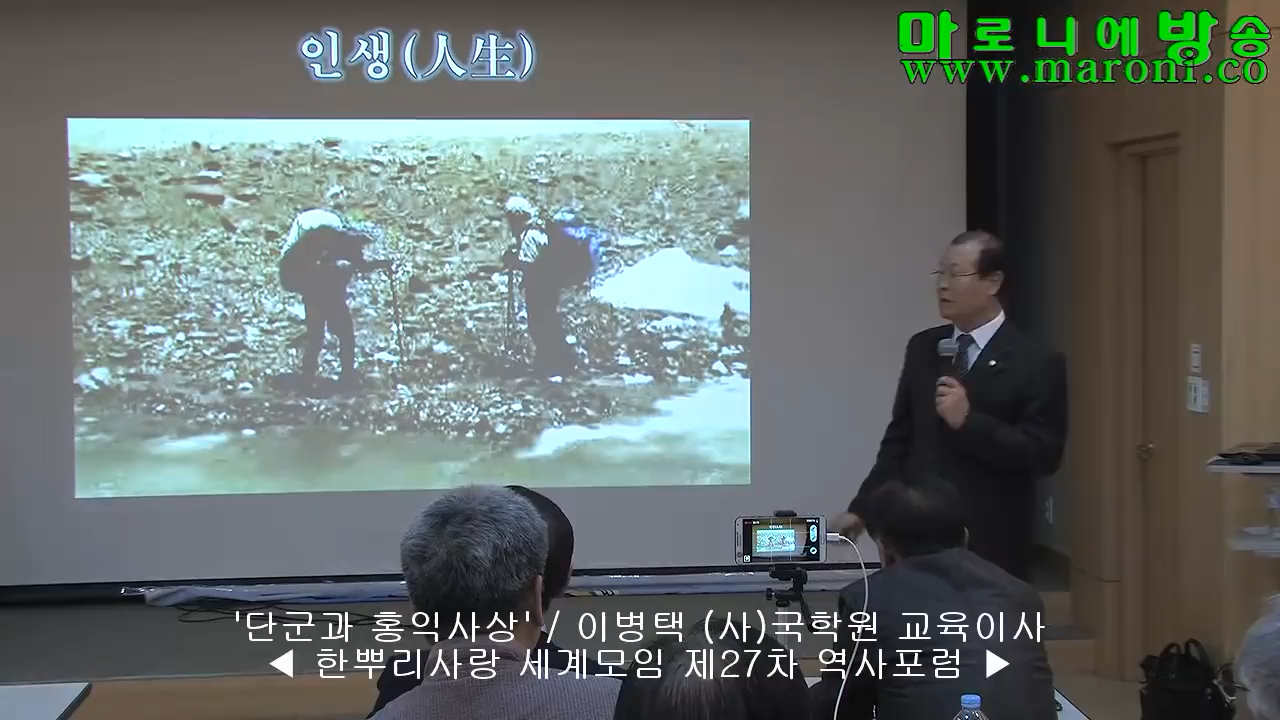 인생(人生)
마로니에방송
www.maroni.co
'단군과 홍익사상' / 이병택 (사)국학원 교육이사
◀ 한뿌리사랑 세계모임 제27차 역사포럼 ▶